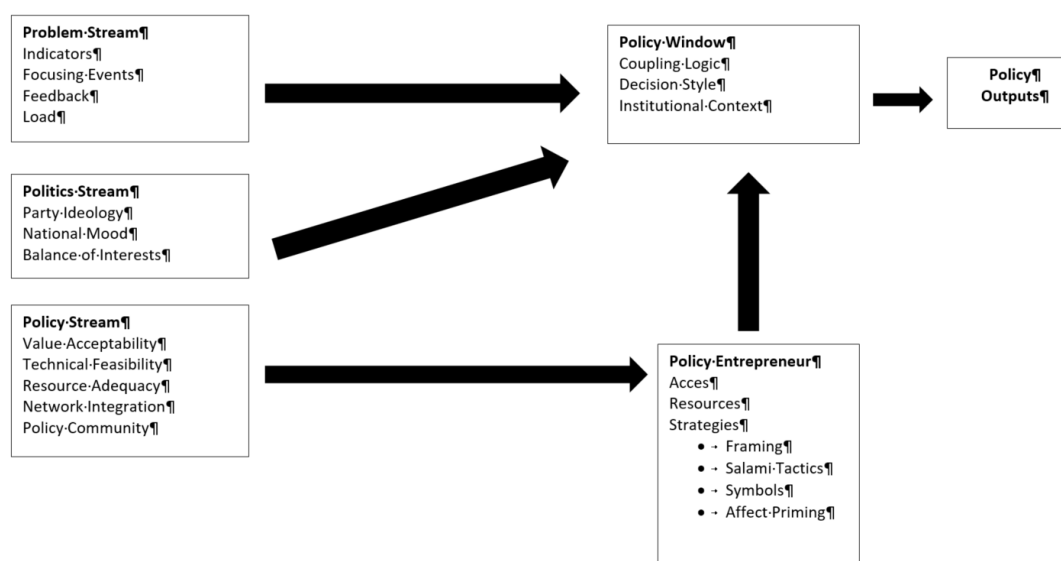 Problem·Stream¶
Indicators¶
Focusing·Events¶
Feedback¶
Load¶
Politics·Stream¶
Party·Ideology¶
National·Mood¶
Balance·of·Interests¶
Policy·Stream¶
Value·Acceptability¶
Technical·Feasibility¶
Resource·Adequacy¶
Network·Integration¶
Policy·Community¶
Policy·Window¶
Coupling·Logic¶
Decision·Style¶
Institutional·Context¶
Policy¶
Outputs¶
Policy·Entrepreneur¶
Acces¶
Resources¶
Strategies¶
● → Framing¶
● → Salami·Tactics¶
● → Symbols¶
● → Affect·Priming¶